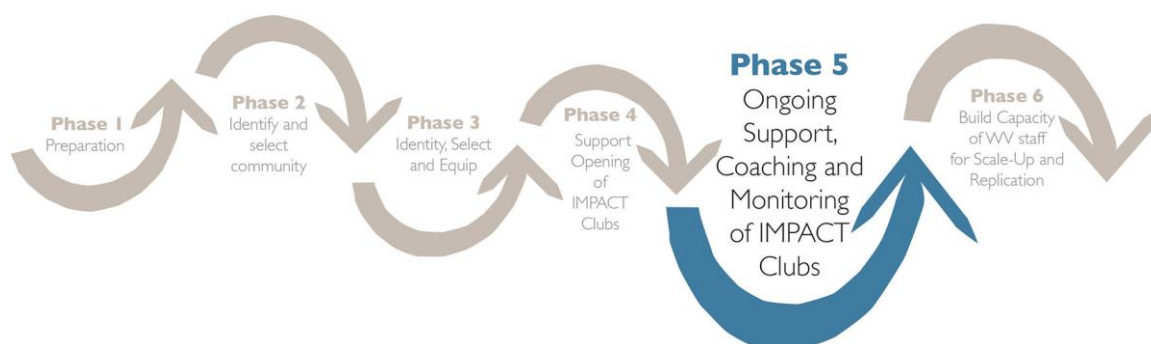 Phase 1
Preparation
Phase 2
Identify and
select
community
Phase 3
Identity, Select
and Equip
Phase 4
Support
Opening
of
IMPACT
Clubs
Phase 5
Ongoing
Support,
Coaching and
Monitoring
of IMPACT
Clubs
Phase 6
Build Capacity
of WV staff
for Scale-Up and
Replication